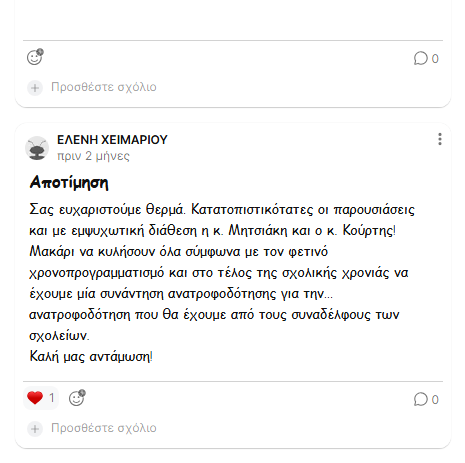 0
Προσθέστε σχόλιο
ΕΛΕΝΗ ΧΕΙΜΑΡΙΟΥ
πριν 2 μήνες
Αποτίμηση
Σας ευχαριστούμε θερμά. Κατατοπιστικότατες οι παρουσιάσεις
και με εμψυχωτική διάθεση η κ. Μητσιάκη και ο κ. Κούρτης!
Μακάρι να κυλήσουν όλα σύμφωνα με τον φετινό
χρονοπρογραμματισμό και στο τέλος της σχολικής χρονιάς να
έχουμε μία συνάντηση ανατροφοδότησης για την...
ανατροφοδότηση που θα έχουμε από τους συναδέλφους των
σχολείων.
Καλή μας αντάμωση!
1 0
Προσθέστε σχόλιο